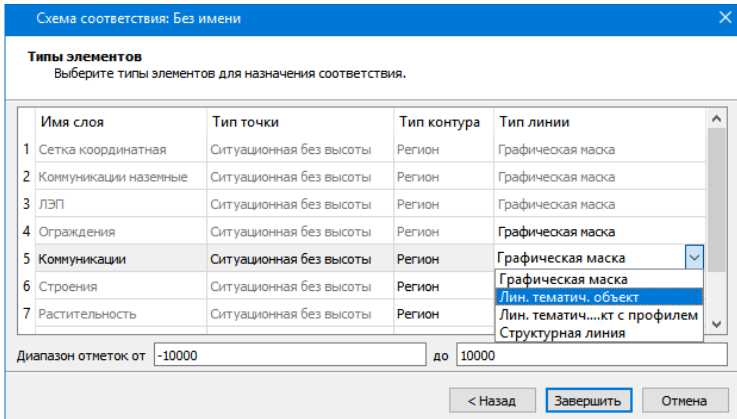 Схема соответствия: Без имени
Типы элементов
Выберите типы элементов для назначения соответствия.
Имя слоя Тип точки Тип контура Тип линии
1 Сетка координатная Ситуационная без высоты Регион Графическая маска
2 Коммуникации наземные Ситуационная без высоты Регион Графическая маска
3 ЛЭП Ситуационная без высоты Регион Графическая маска
4 Ограждения Ситуационная без высоты Регион Графическая маска
5 Коммуникации Ситуационная без высоты Регион Графическая маска
6 Строения Ситуационная без высоты Регион Графическая маска
Лин. тематич. объект
7 Растительность Ситуационная без высоты Регион Лин. тематич....кт с профилем
Структурная линия
Диапазон отметок от -10000 до 10000
< Назад Завершить Отмена